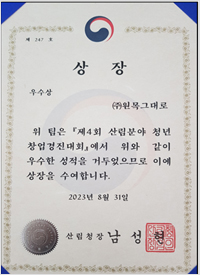 제 247 호
상 장
우수상
㈜원목그대로
위 팀은 『제4회 산림분야 청년
창업경진대회』에서 위와 같이
우수한 성적을 거두었으므로 이에
상장을 수여합니다.
2023년 8월 31일
산림청장 남성현